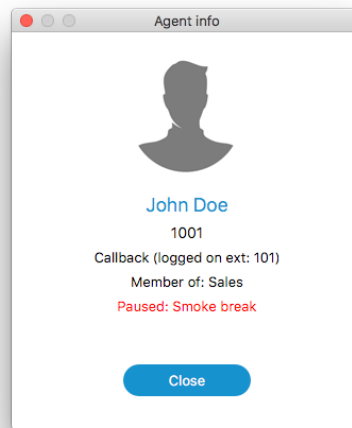 Agent info
John Doe
1001
Callback (logged on ext: 101)
Member of: Sales
Paused: Smoke break
Close